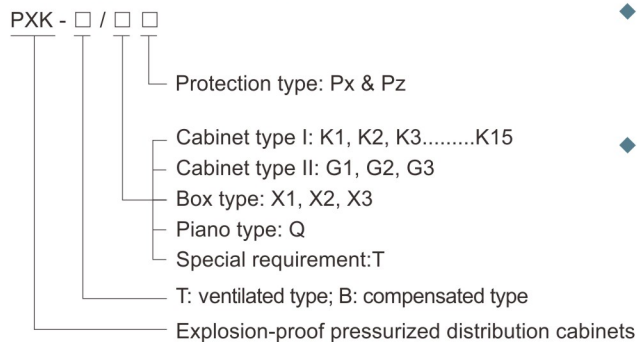 PXK - □ / □ □
Protection type: Px & Pz
Cabinet type I: K1, K2, K3.........K15
Cabinet type II: G1, G2, G3
Box type: X1, X2, X3
Piano type: Q
Special requirement:T
T: ventilated type; B: compensated type
Explosion-proof pressurized distribution cabinets